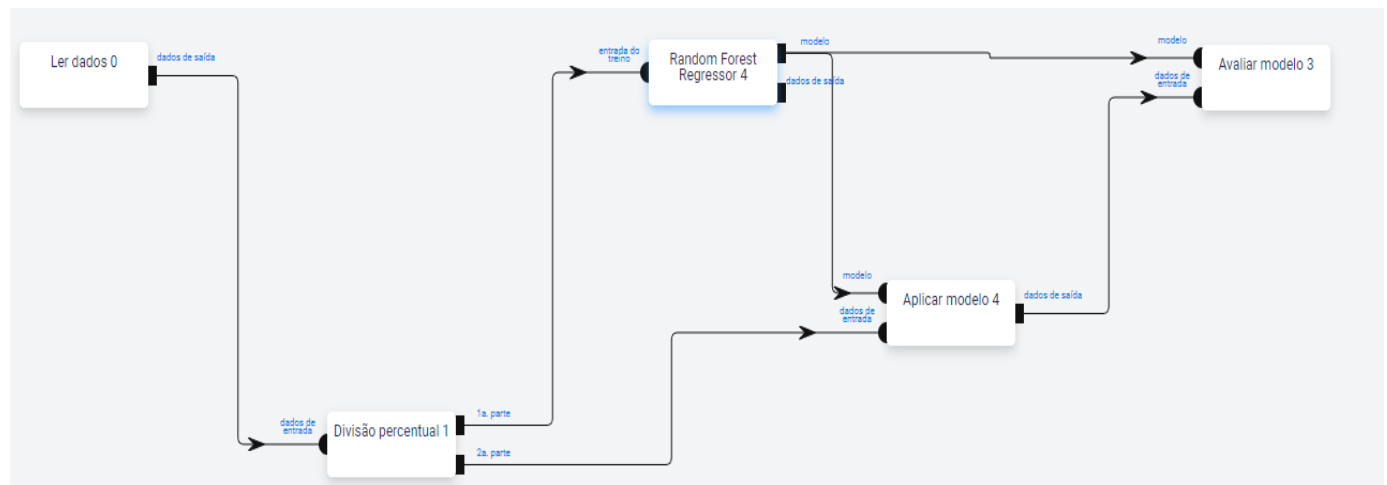 Ler dados 0
dados de saída
entrada do
treino
Random Forest
Regressor 4
modelo
dados de saída
modelo
Avaliar modelo 3
dados de
entrada
modelo
Aplicar modelo 4
dados de saída
dados de
entrada
dados de
entrada
Divisão percentual 1
1a. parte
2a. parte